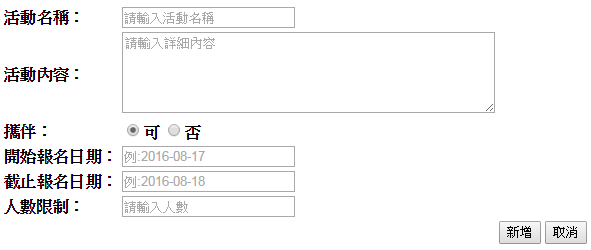 活動名稱： 請輸入活動名稱
活動內容： 請輸入詳細內容
攜伴： 可 否
開始報名日期： 例:2016-08-17
截止報名日期： 例:2016-08-18
人數限制： 請輸入人數
新增 取消